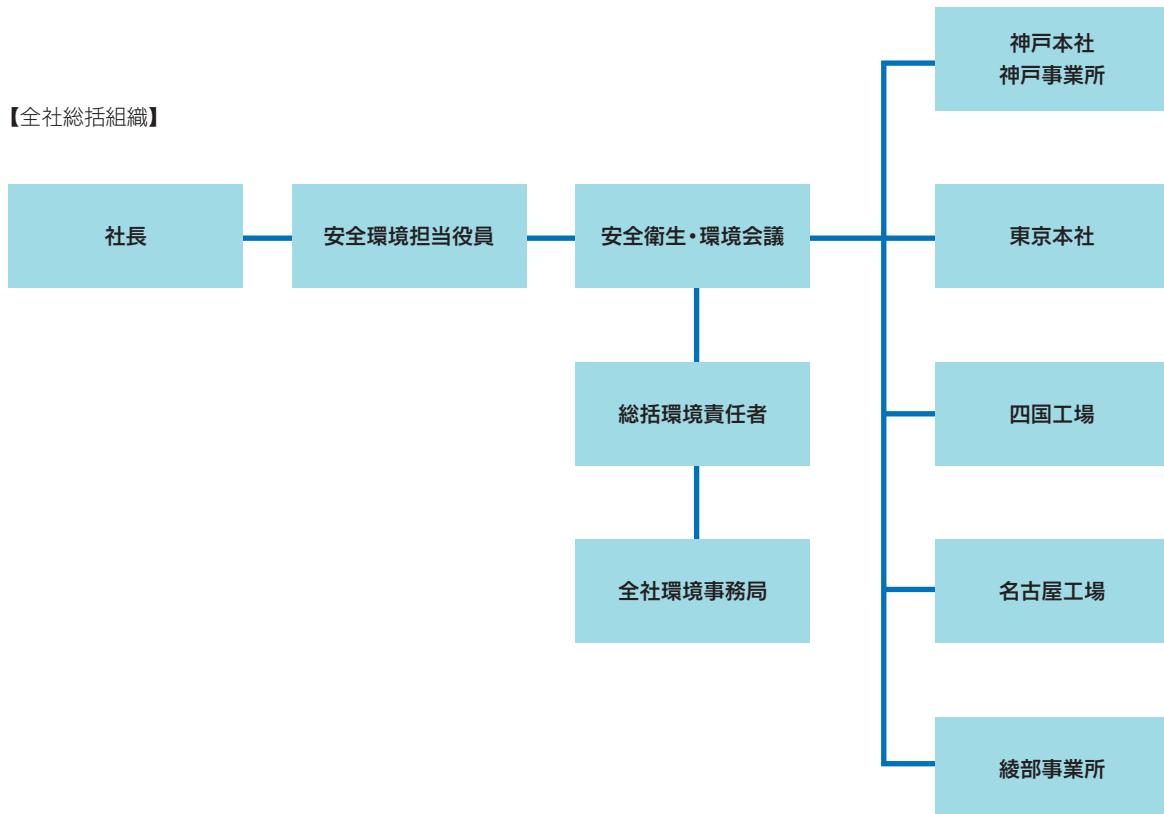 【全社総括組織】
社長
安全環境担当役員
安全衛生・環境会議
総括環境責任者
全社環境事務局
神戸本社
神戸事業所
東京本社
四国工場
名古屋工場
綾部事業所